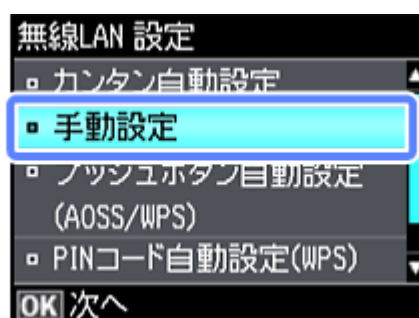 無線LAN 設定
カンタン自動設定
手動設定
プッシュボタン自動設定
(AOSS/WPS)
PINコード自動設定(WPS)
OK 次へ